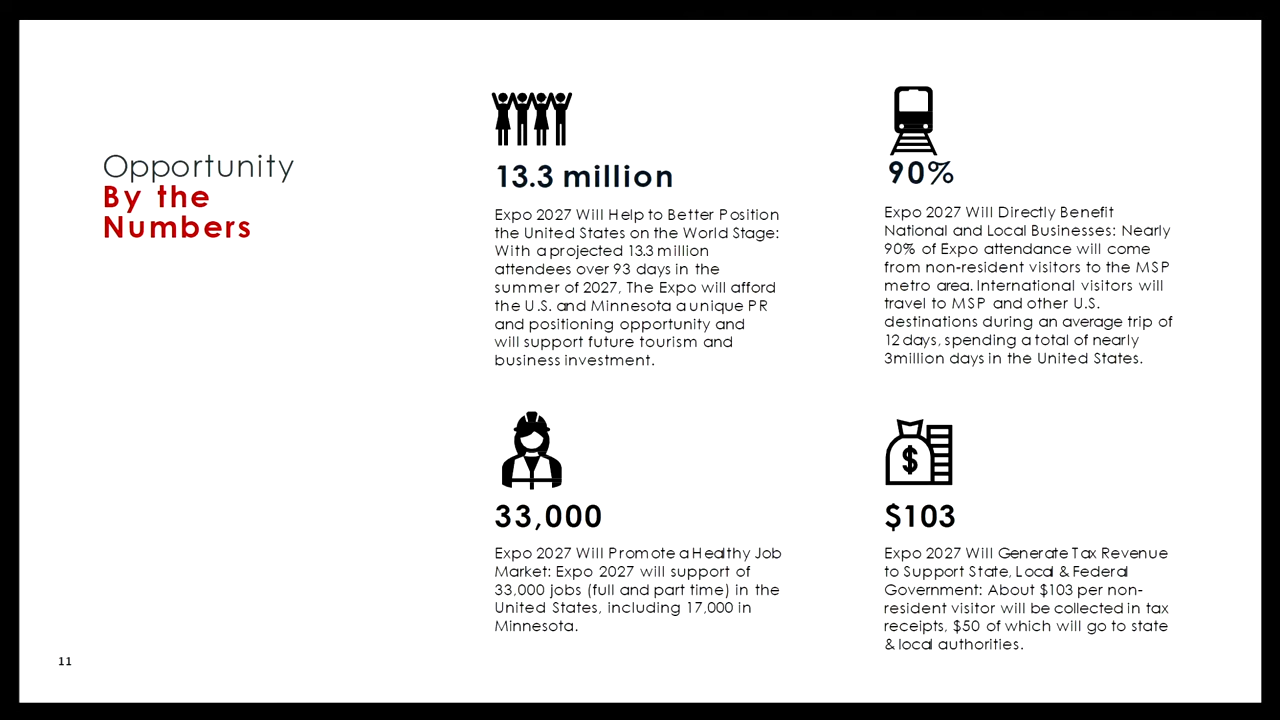 Opportunity
By the
Numbers
13.3 million
Expo 2027 Will Help to Better Position
the United States on the World Stage:
With a projected 13.3 million
attendees over 93 days in the
summer of 2027, The Expo will afford
the U.S. and Minnesota a unique PR
and positioning opportunity and
will support future tourism and
business investment.
90%
Expo 2027 Will Directly Benefit
National and Local Businesses: Nearly
90% of Expo attendance will come
from non-resident visitors to the MSP
metro area. International visitors will
travel to MSP and other U.S.
destinations during an average trip of
12 days, spending a total of nearly
3million days in the United States.
33,000
Expo 2027 Will Promote a Healthy Job
Market: Expo 2027 will support of
33,000 jobs (full and part time) in the
United States, including 17,000 in
Minnesota.
$103
Expo 2027 Will Generate Tax Revenue
to Support State, Local & Federal
Government: About $103 per non-
resident visitor will be collected in tax
receipts, $50 of which will go to state
& local authorities.
11